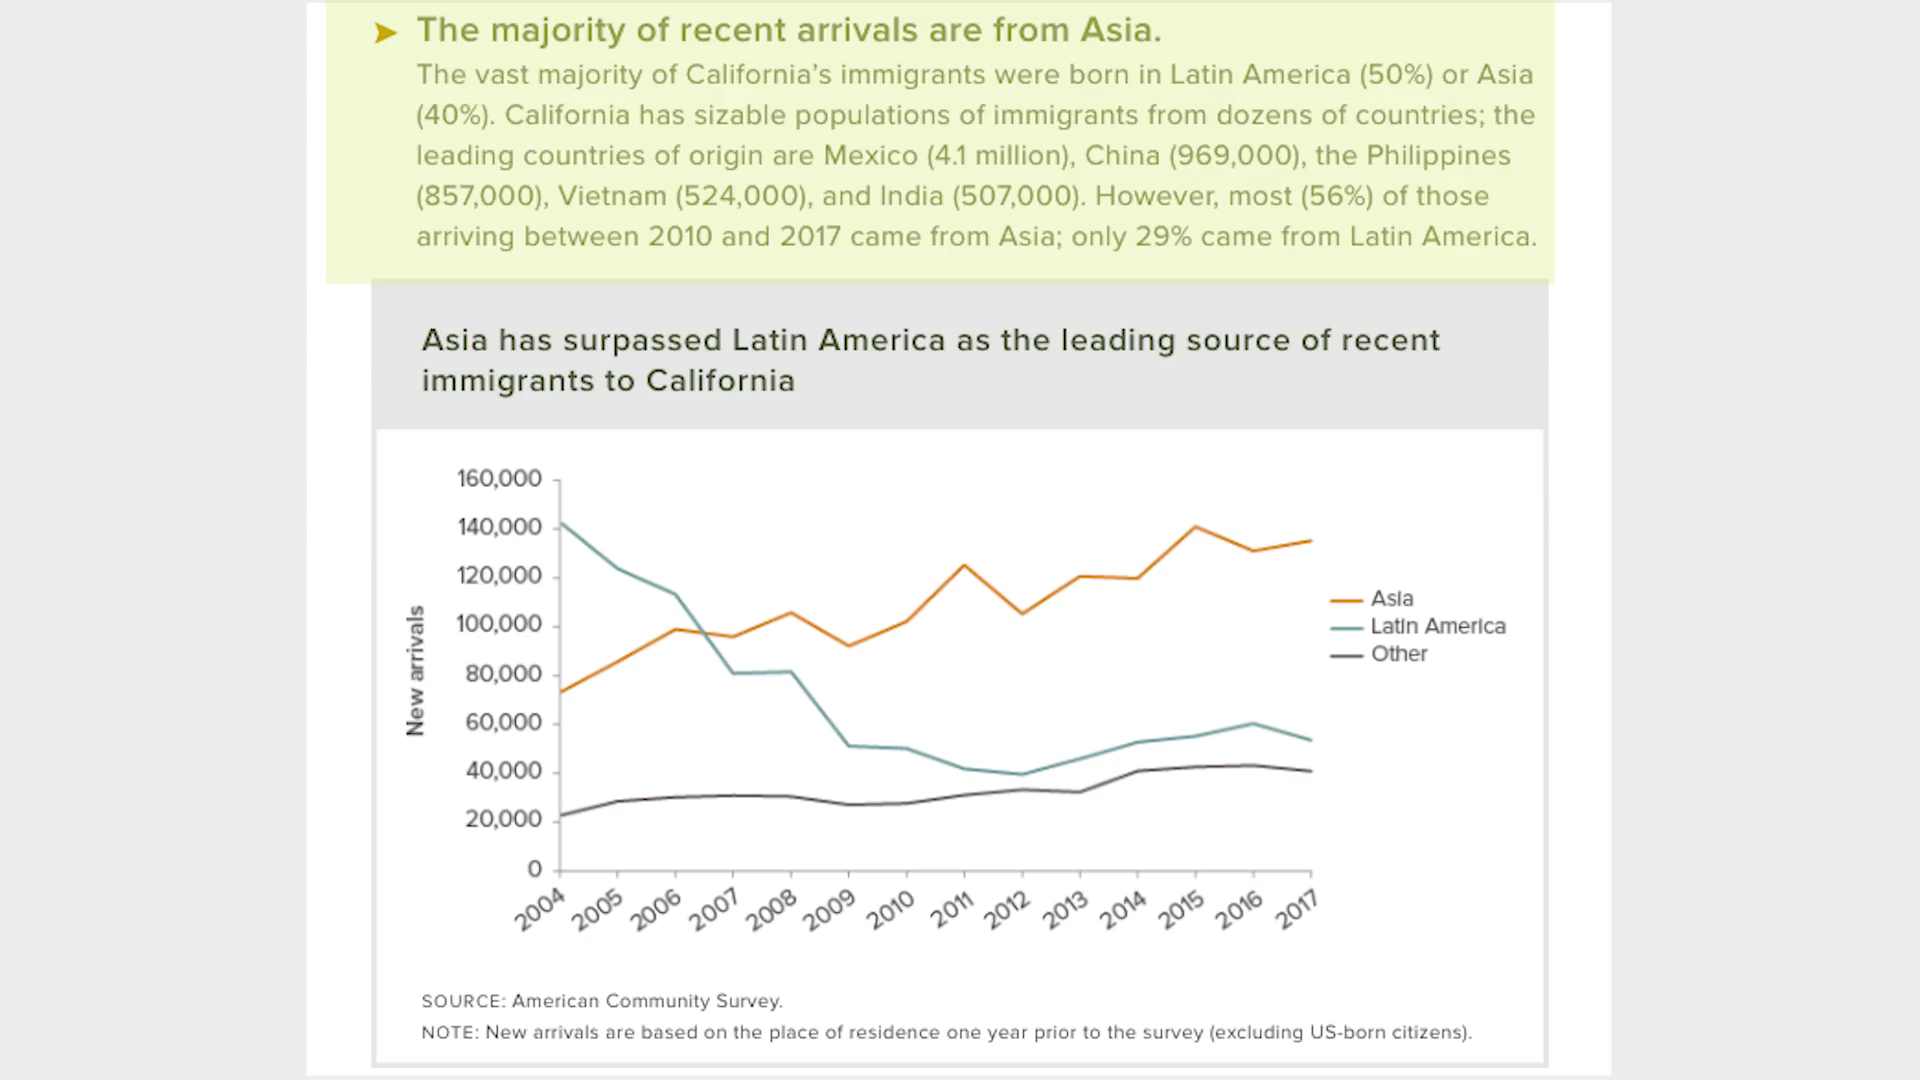 The majority of recent arrivals are from Asia.
The vast majority of California’s immigrants were born in Latin America (50%) or Asia
(40%). California has sizable populations of immigrants from dozens of countries; the
leading countries of origin are Mexico (4.1 million), China (969,000), the Philippines
(857,000), Vietnam (524,000), and India (507,000). However, most (56%) of those
arriving between 2010 and 2017 came from Asia; only 29% came from Latin America.
Asia has surpassed Latin America as the leading source of recent
immigrants to California
New arrivals
160,000
140,000
120,000
100,000
80,000
60,000
40,000
20,000
0
2004
2005
2006
2007
2008
2009
2010
2011
2012
2013
2014
2015
2016
2017
Asia
Latin America
Other
SOURCE: American Community Survey.
NOTE: New arrivals are based on the place of residence one year prior to the survey (excluding US-born citizens).